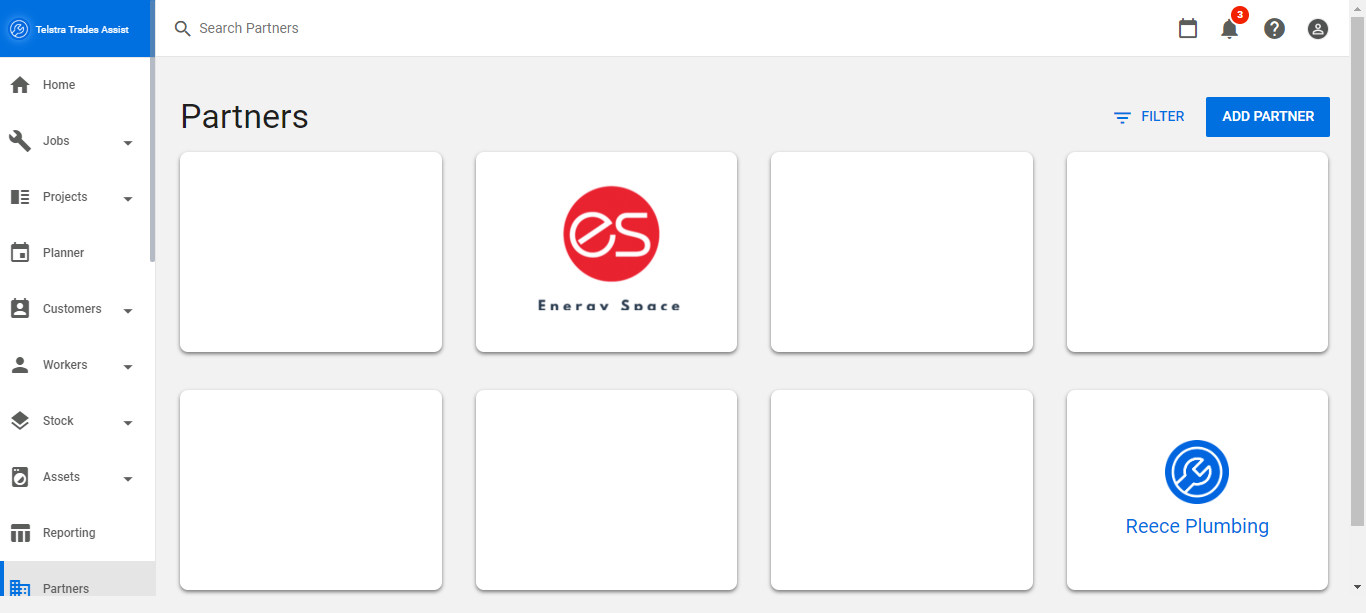 Telstra Trades Assist
Search Partners
3
Home
Jobs
Projects
Planner
Customers
Workers
Stock
Assets
Reporting
Partners
Partners
FILTER
ADD PARTNER
es
Energy Space
Reece Plumbing